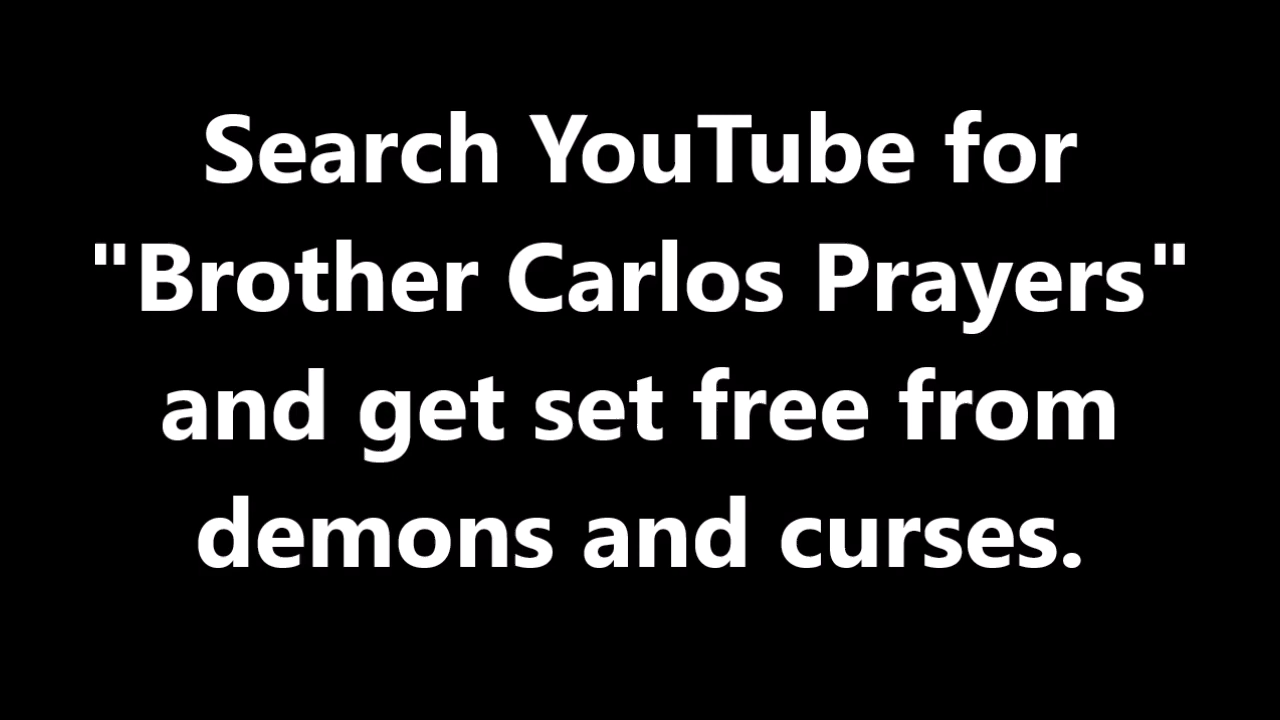 Search YouTube for
"Brother Carlos Prayers"
and get set free from
demons and curses.